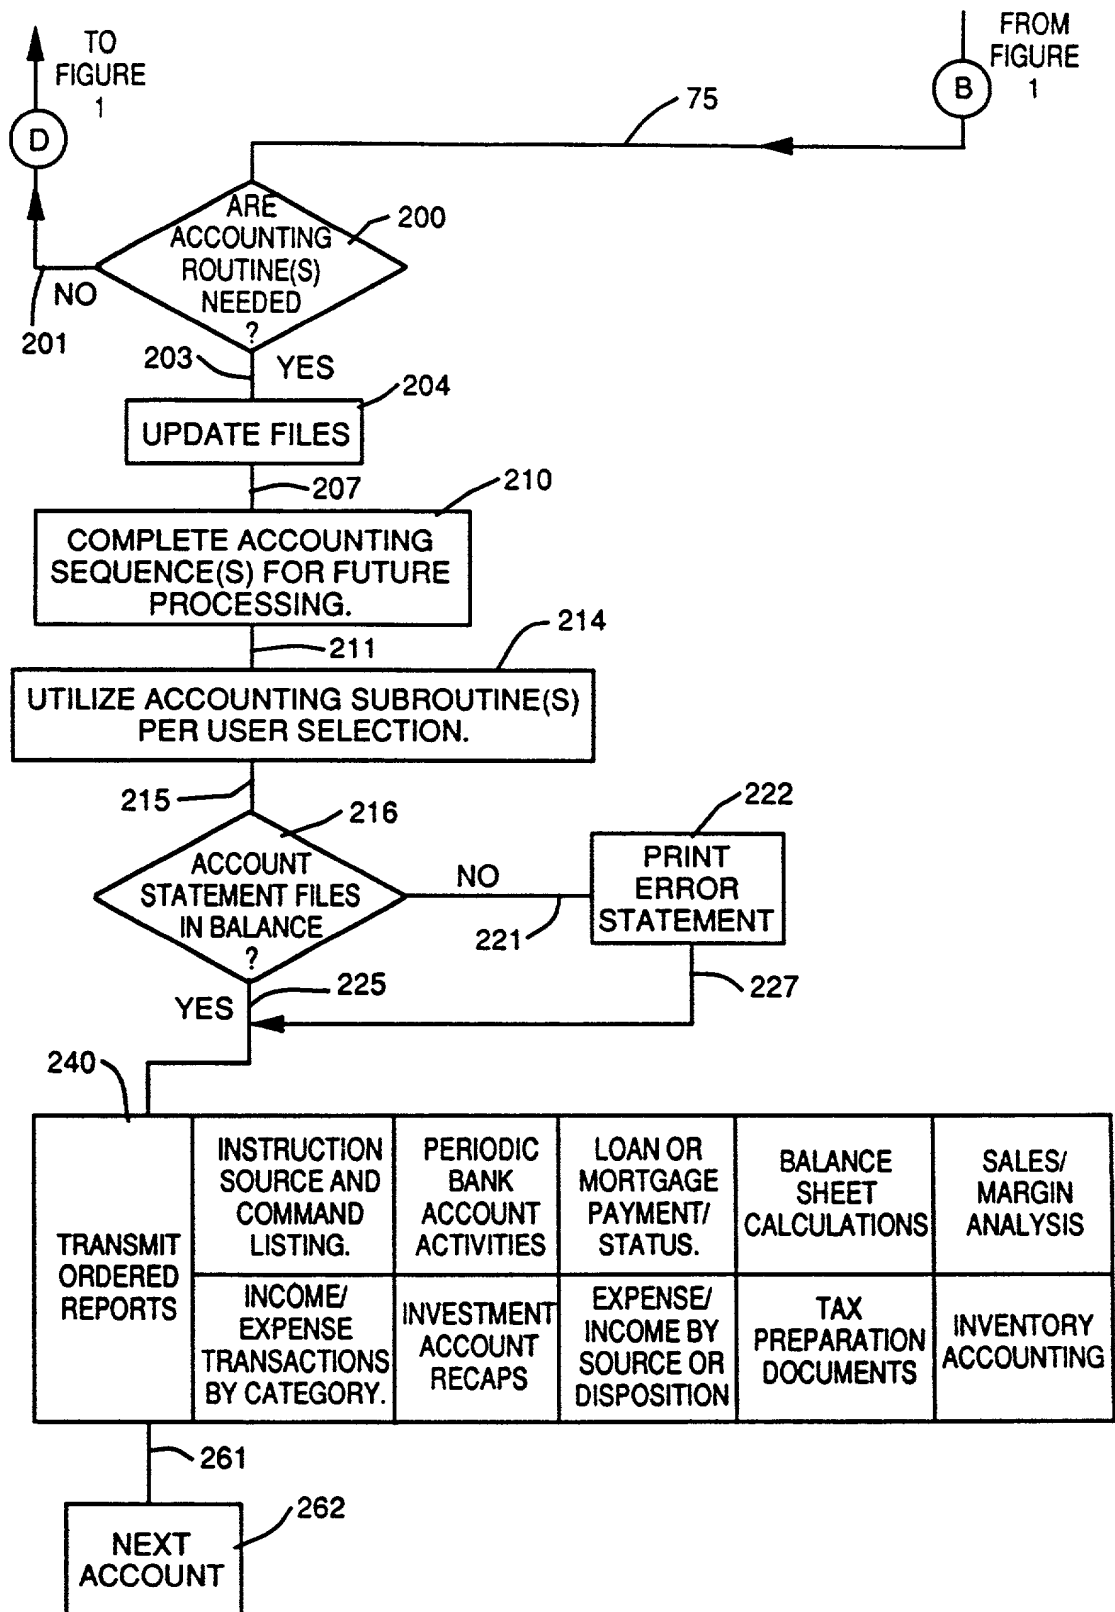 TO
FIGURE
1
FROM
FIGURE
1
B
D
75
ARE
ACCOUNTING
ROUTINE(S)
NEEDED
?
200
NO
201
203
YES
204
UPDATE FILES
207
210
COMPLETE ACCOUNTING
SEQUENCE(S) FOR FUTURE
PROCESSING.
211
214
UTILIZE ACCOUNTING SUBROUTINE(S)
PER USER SELECTION.
215
216
ACCOUNT
STATEMENT FILES
IN BALANCE
?
NO
221
222
PRINT
ERROR
STATEMENT
227
YES
225
240
TRANSMIT
ORDERED
REPORTS
INSTRUCTION
SOURCE AND
COMMAND
LISTING.
PERIODIC
BANK
ACCOUNT
ACTIVITIES
LOAN OR
MORTGAGE
PAYMENT/
STATUS.
BALANCE
SHEET
CALCULATIONS
SALES/
MARGIN
ANALYSIS
INCOME/
EXPENSE
TRANSACTIONS
BY CATEGORY.
INVESTMENT
ACCOUNT
RECAPS
EXPENSE/
INCOME BY
SOURCE OR
DISPOSITION
TAX
PREPARATION
DOCUMENTS
INVENTORY
ACCOUNTING
261
262
NEXT
ACCOUNT